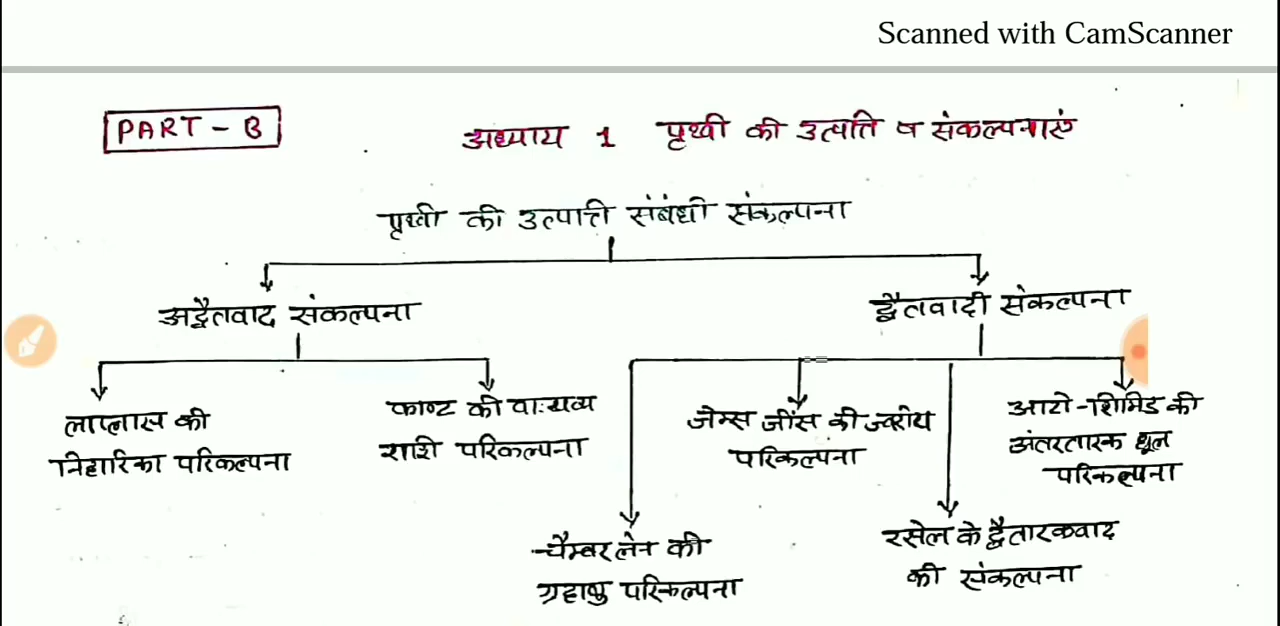 Scanned with CamScanner
PART - B
अध्याय 1 पृथ्वी की उत्पति व संकल्पनाएं
पृथ्वी की उत्पात्ती संबंधी संकल्पना
अद्वैतवाद संकल्पना
द्वैतवादी संकल्पना
लाप्लास की
निहारिका परिकल्पना
काण्ट की वायव्य
राशि परिकल्पना
जेम्स जींस की ज्वारीय
परिकल्पना
आटो-शिमिड की
अंतरतारक धूल
परिकल्पना
चैम्बरलेन की
ग्रहाणु परिकल्पना
रसेल के द्वैतारकवाद
की संकल्पना